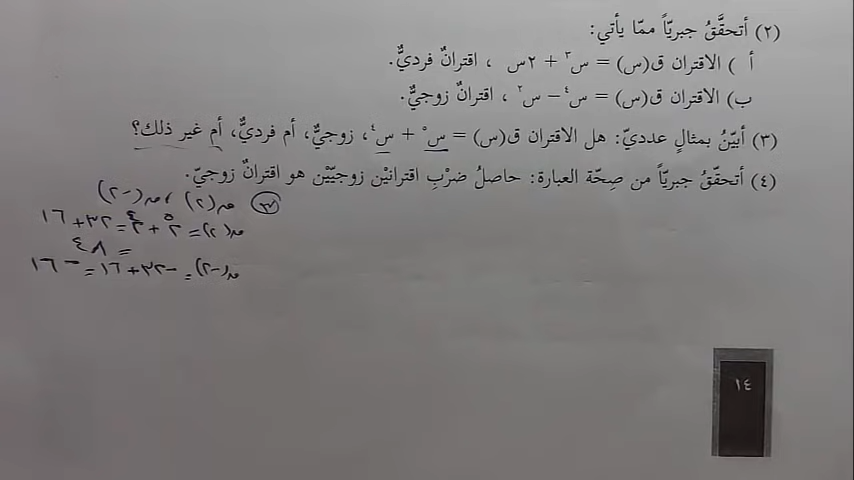 (٢) أتحقَّقُ جبريّاً ممّا يأتي:
أ ) الاقتران ق(س) = س٣ + ٢س ، اقترانٌ فرديٌّ.
ب) الاقتران ق(س) = س٤ – س٢ ، اقترانٌ زوجيٌّ.
(٣) أبيّنُ بمثالٍ عدديّ: هل الاقتران ق(س) = س٥ + س٤، زوجيٌّ، أم فرديٌّ، أم غير ذلك؟
(٤) أتحقّقُ جبريّاً من صِحّة العبارة: حاصلُ ضرْبِ اقترانيْن زوجيّيْن هو اقترانٌ زوجيّ.
(٣) ق(٢) ، ق(-٢)
ق(٢) = ٢٥ + ٢٤ = ٣٢ + ١٦
= ٤٨
ق(-٢) = -٣٢ + ١٦ = -١٦
١٤